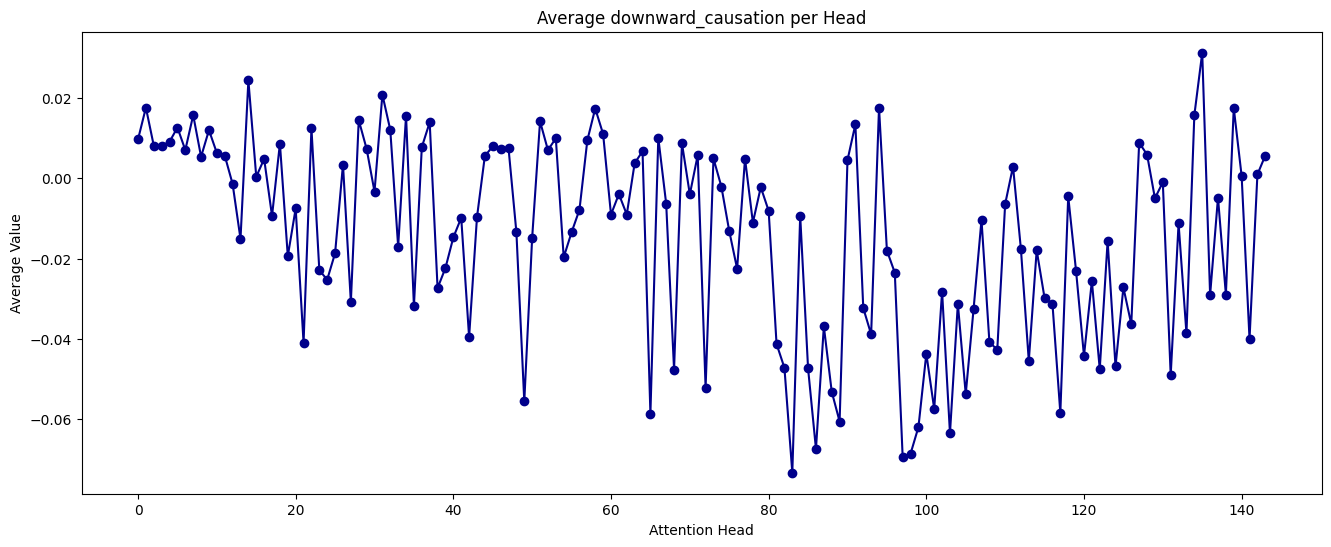 Average downward_causation per Head
Average Value
0.02
0.00
−0.02
−0.04
−0.06
0 20 40 60 80 100 120 140
Attention Head